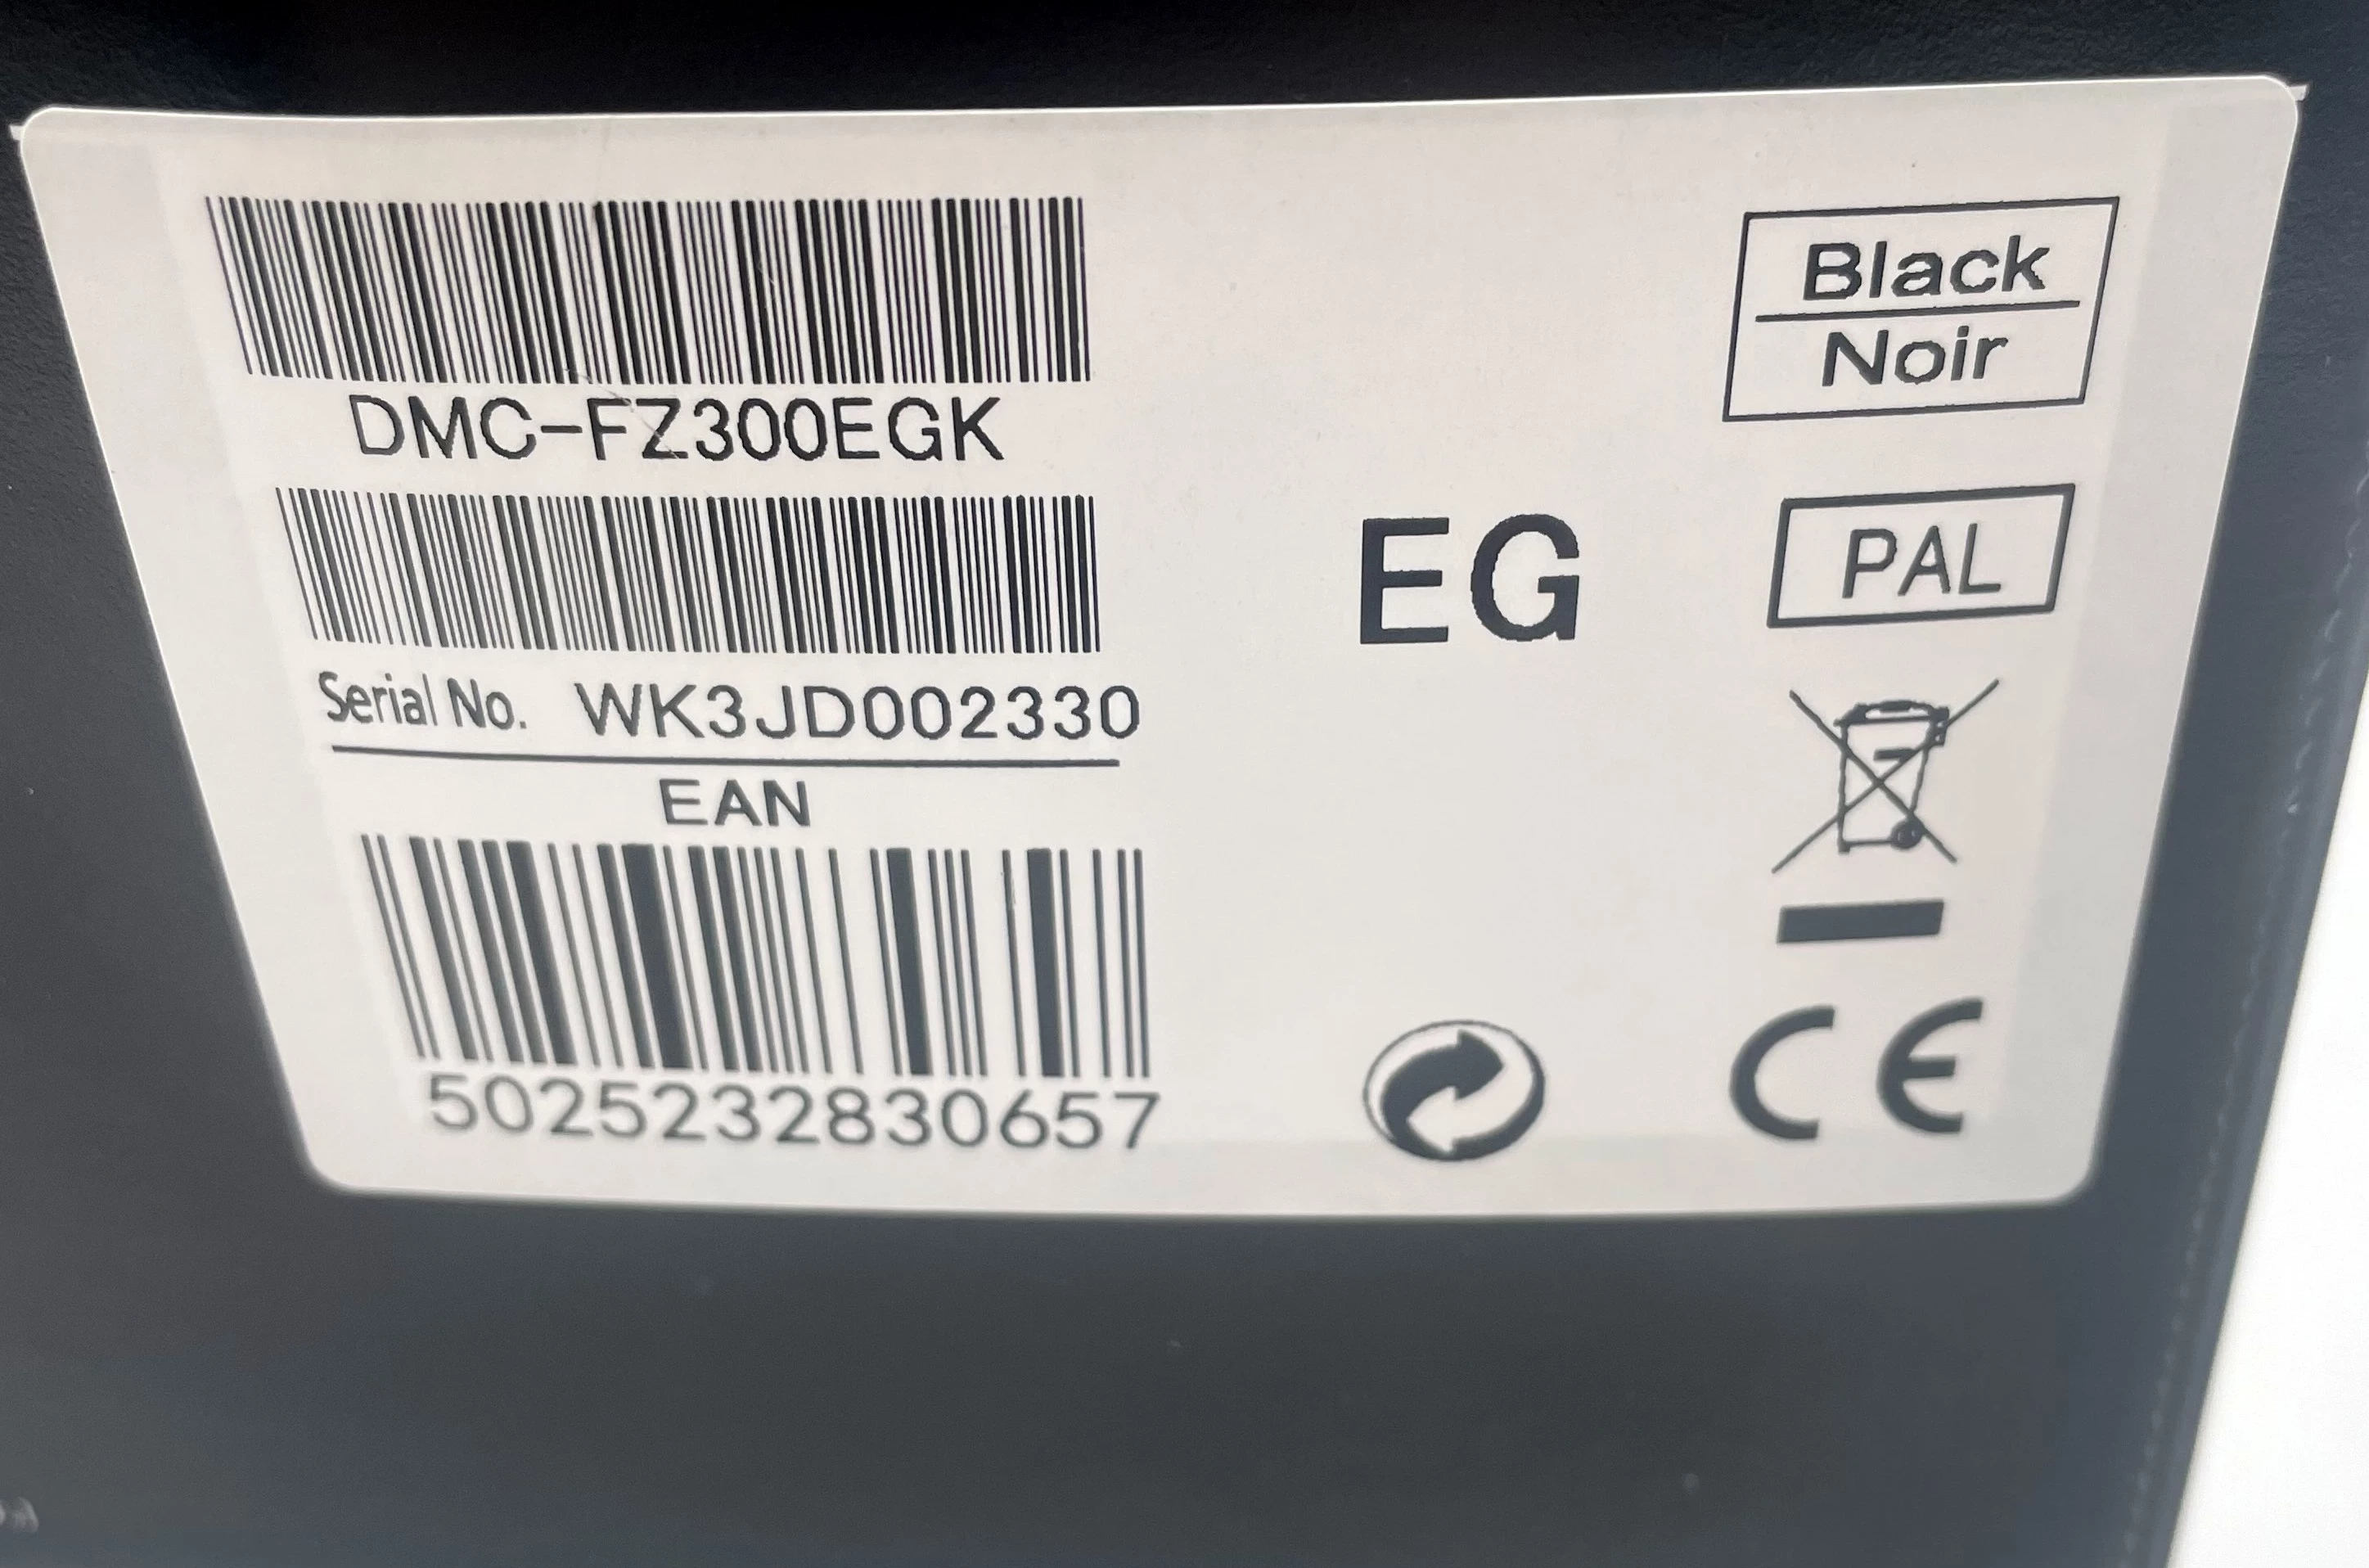 DMC-FZ300EGK
Serial No. WK3JD002330
EAN
5025232830657
EG
Black
Noir
PAL
CE